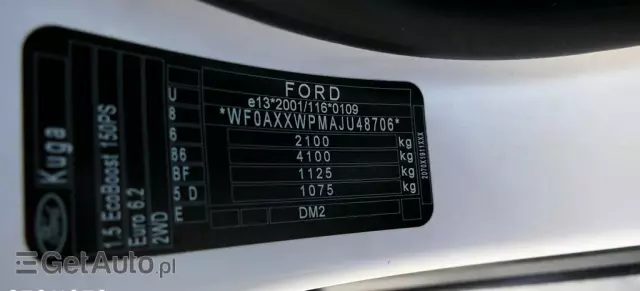 FORD
e13*2001/116*0109
*WF0AXXWPMAJU48706*
2100 kg
4100 kg
1125 kg
1075 kg
DM2
U
8
6
86
BF
5 D
E
Kuga
1.5 EcoBoost 150PS
Euro 6.2
2WD
2070X1911XXX
GetAuto.pl